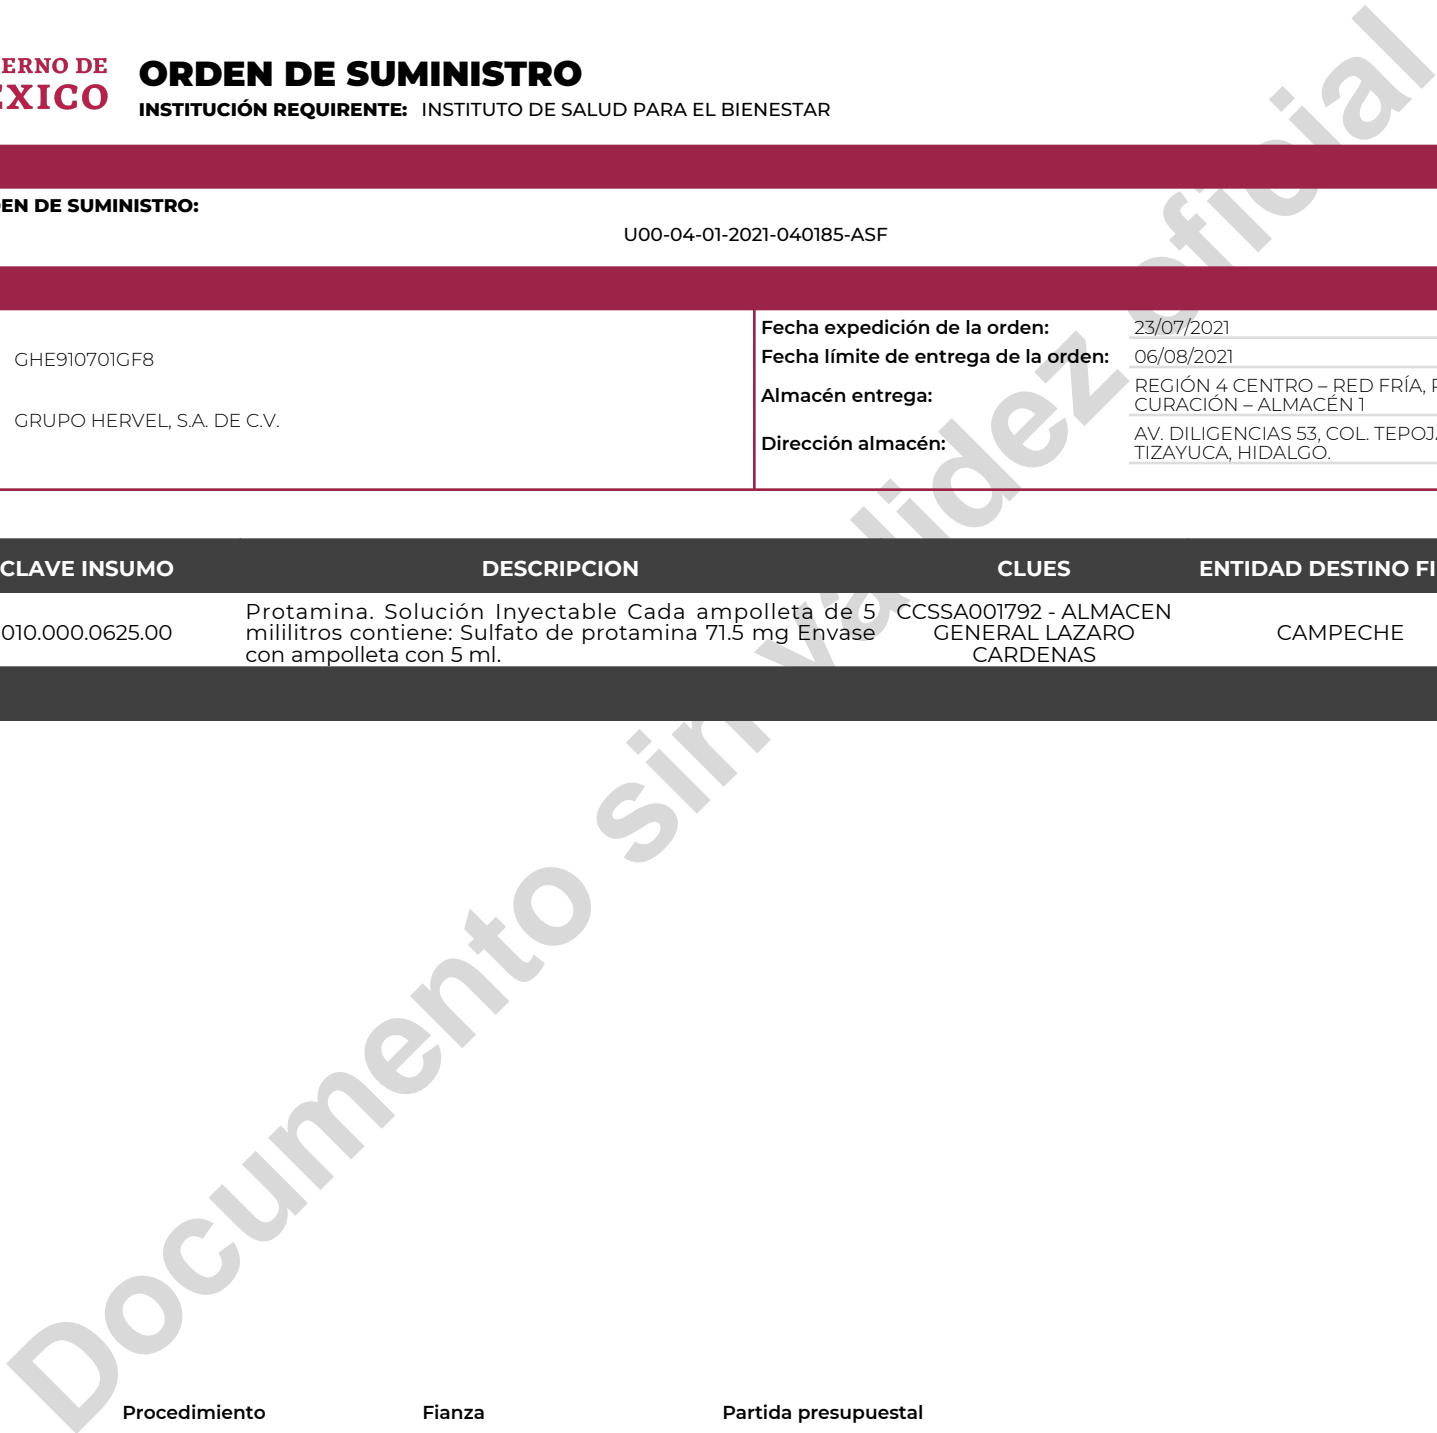 ERNO DE
XICO
ORDEN DE SUMINISTRO
INSTITUCIÓN REQUIRENTE: INSTITUTO DE SALUD PARA EL BIENESTAR
EN DE SUMINISTRO:
U00-04-01-2021-040185-ASF
GHE910701GF8
GRUPO HERVEL, S.A. DE C.V.
Fecha expedición de la orden: 23/07/2021
Fecha límite de entrega de la orden: 06/08/2021
Almacén entrega: REGIÓN 4 CENTRO – RED FRÍA,
CURACIÓN – ALMACÉN 1
Dirección almacén: AV. DILIGENCIAS 53, COL.
TIZAYUCA, HIDALGO.
CLAVE INSUMO DESCRIPCION CLUES ENTIDAD DESTINO FI
010.000.0625.00
Protamina. Solución Inyectable Cada ampolleta de 5
mililitros contiene: Sulfato de protamina 71.5 mg Envase
con ampolleta con 5 ml.
CCSSA001792 - ALMACEN
GENERAL LAZARO
CARDENAS
CAMPECHE
Documento sin validez oficial
Procedimiento Fianza Partida presupuestal